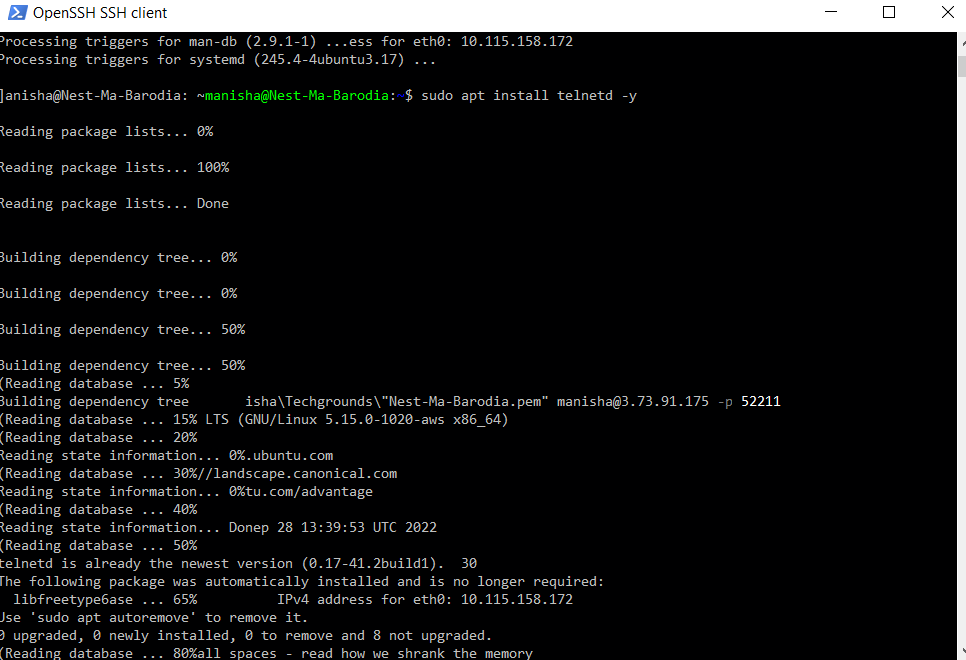 OpenSSH SSH client
Processing triggers for man-db (2.9.1-1) ...ess for eth0: 10.115.158.172
Processing triggers for systemd (245.4-4ubuntu3.17) ...
]anisha@Nest-Ma-Barodia: ~manisha@Nest-Ma-Barodia:~$ sudo apt install telnetd -y
Reading package lists... 0%
Reading package lists... 100%
Reading package lists... Done
Building dependency tree... 0%
Building dependency tree... 0%
Building dependency tree... 50%
Building dependency tree... 50%
(Reading database ... 5%
Building dependency tree       isha\Techgrounds\"Nest-Ma-Barodia.pem" manisha@3.73.91.175 -p 52211
(Reading database ... 15% LTS (GNU/Linux 5.15.0-1020-aws x86_64)
(Reading database ... 20%
Reading state information... 0%.ubuntu.com
(Reading database ... 30%//landscape.canonical.com
Reading state information... 0%tu.com/advantage
(Reading database ... 40%
Reading state information... Donep 28 13:39:53 UTC 2022
(Reading database ... 50%
telnetd is already the newest version (0.17-41.2build1).  30
The following package was automatically installed and is no longer required:
  libfreetype6ase ... 65%          IPv4 address for eth0: 10.115.158.172
Use 'sudo apt autoremove' to remove it.
0 upgraded, 0 newly installed, 0 to remove and 8 not upgraded.
(Reading database ... 80%all spaces - read how we shrank the memory